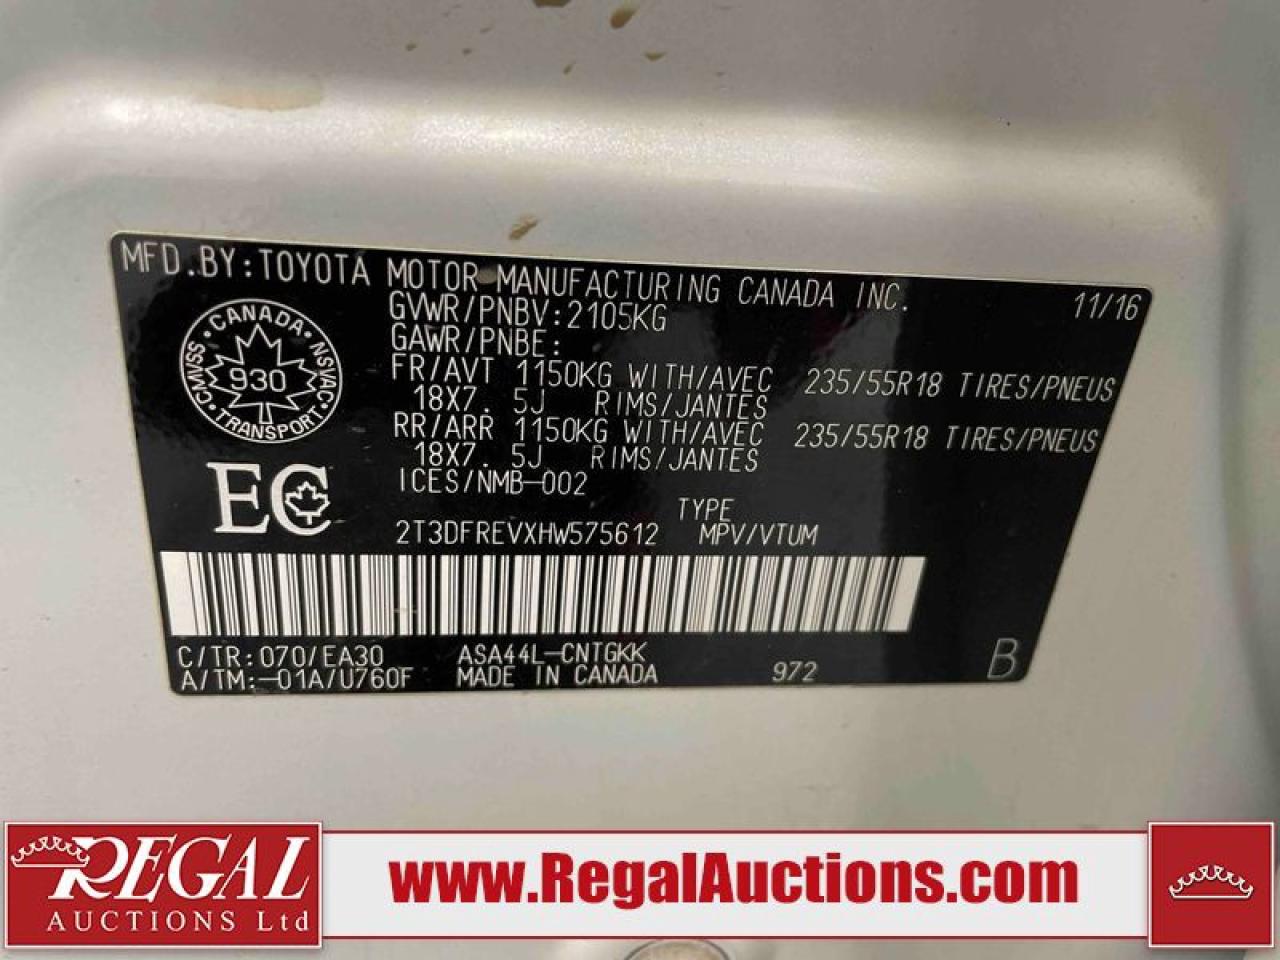 MFD.BY:TOYOTA MOTOR MANUFACTURING CANADA INC. 11/16
GVWR/PNBV:2105KG
GAWR/PNBE:
FR/AVT 1150KG WITH/AVEC 235/55R18 TIRES/PNEUS
18X7. 5J RIMS/JANTES
RR/ARR 1150KG WITH/AVEC 235/55R18 TIRES/PNEUS
18X7. 5J RIMS/JANTES
ICES/NMB-002
CANADA
CMVSS 930 NSVAC
TRANSPORT
EC
TYPE
2T3DFREVXHW575612 MPV/VTUM
C/TR:070/EA30 ASA44L-CNTGKK
A/TM:-01A/U760F MADE IN CANADA 972 B
REGAL
AUCTIONS Ltd
www.RegalAuctions.com